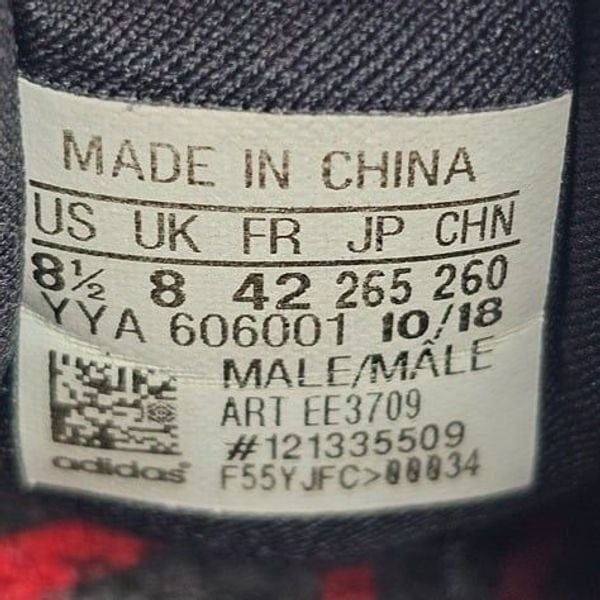 MADE IN CHINA
US UK FR JP CHN
8½ 8 42 265 260
YYA 606001 10/18
MALE/MÂLE
ART EE3709
#121335509
adidas F55YJFC>00034